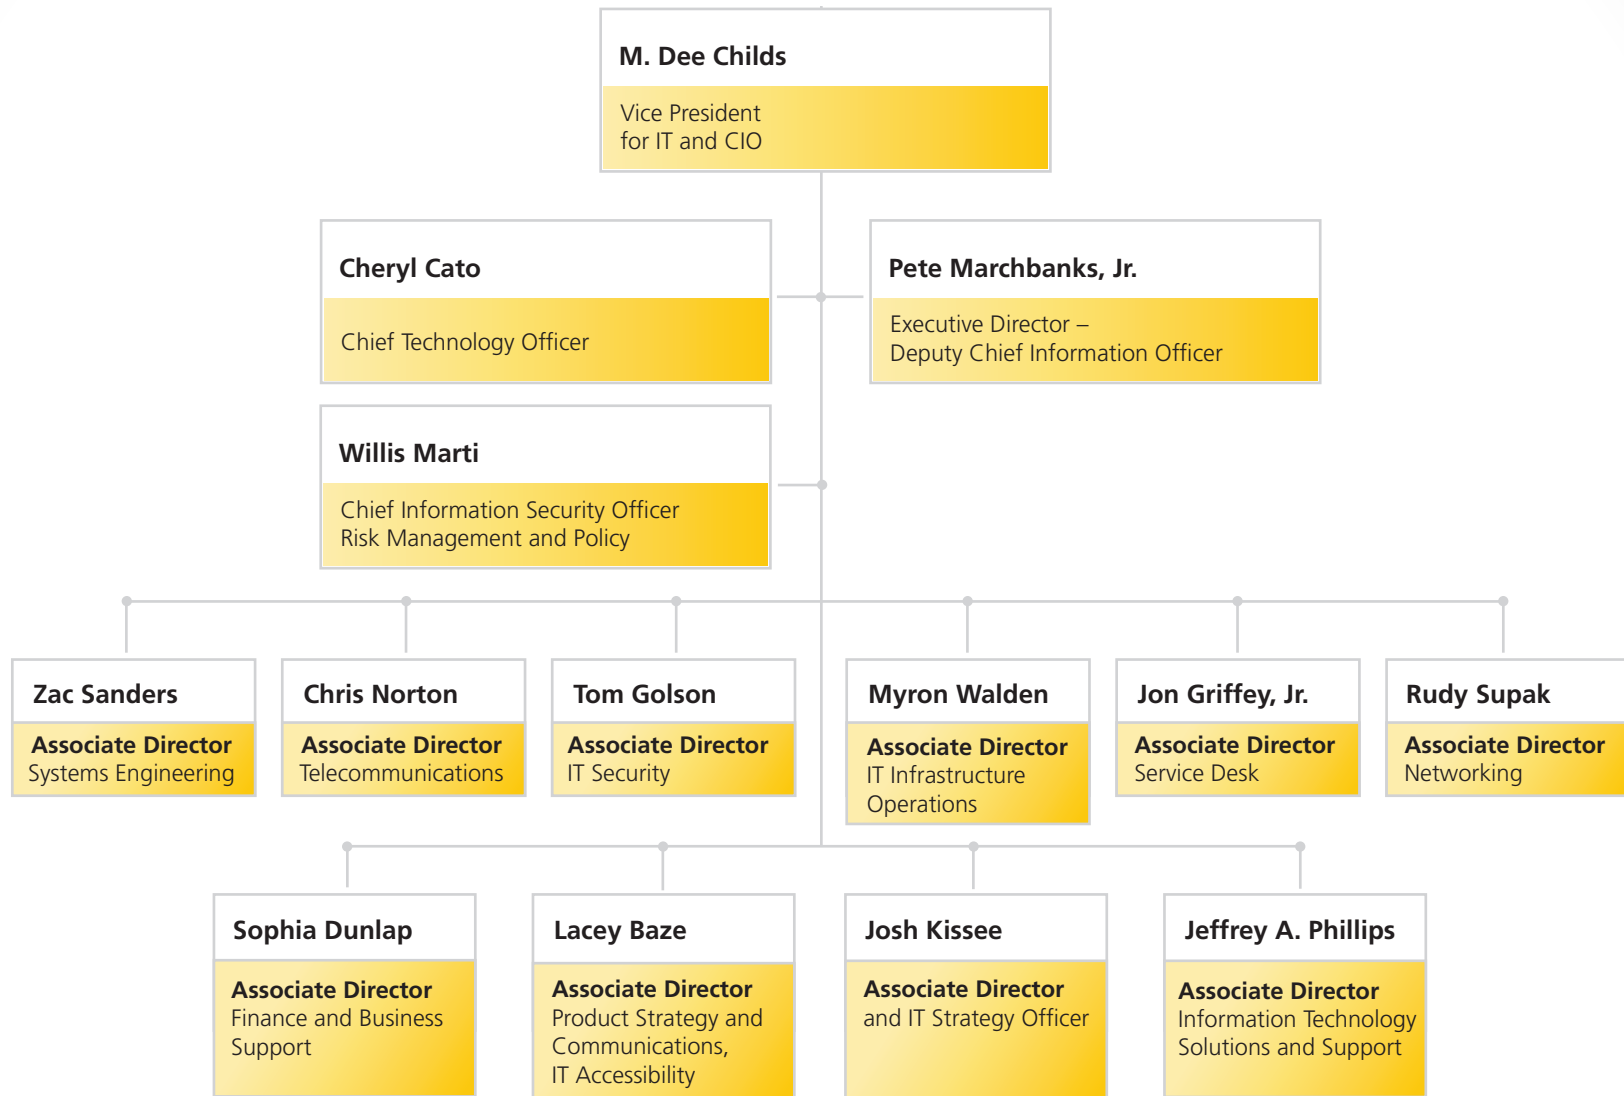 M. Dee Childs
Vice President
for IT and CIO
Cheryl Cato
Chief Technology Officer
Pete Marchbanks, Jr.
Executive Director –
Deputy Chief Information Officer
Willis Marti
Chief Information Security Officer
Risk Management and Policy
Zac Sanders
Associate Director
Systems Engineering
Chris Norton
Associate Director
Telecommunications
Tom Golson
Associate Director
IT Security
Myron Walden
Associate Director
IT Infrastructure
Operations
Jon Griffey, Jr.
Associate Director
Service Desk
Rudy Supak
Associate Director
Networking
Sophia Dunlap
Associate Director
Finance and Business
Support
Lacey Baze
Associate Director
Product Strategy and
Communications,
IT Accessibility
Josh Kissee
Associate Director
and IT Strategy Officer
Jeffrey A. Phillips
Associate Director
Information Technology
Solutions and Support